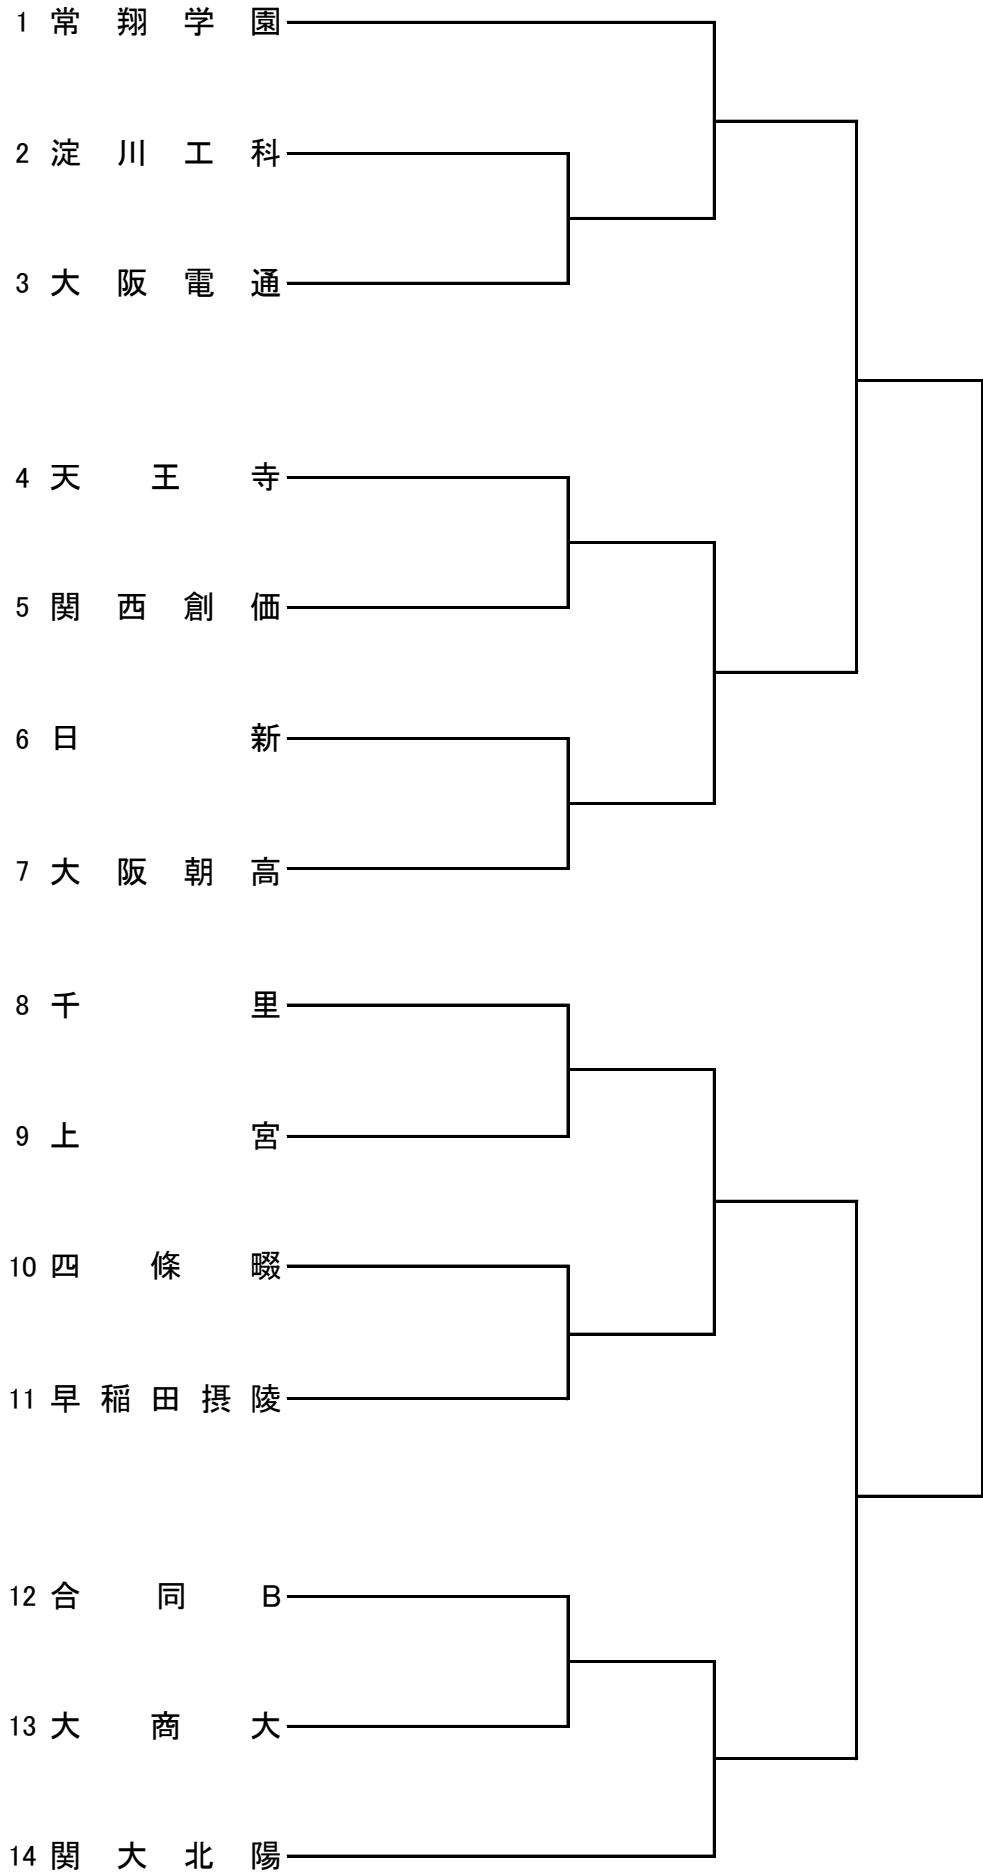 1 常翔学園
2 淀川工科
3 大阪電通
4 天王寺
5 関西創価
6 日新
7 大阪朝高
8 千里
9 上宮
10 四條畷
11 早稲田摂陵
12 合同B
13 大商大
14 関大北陽